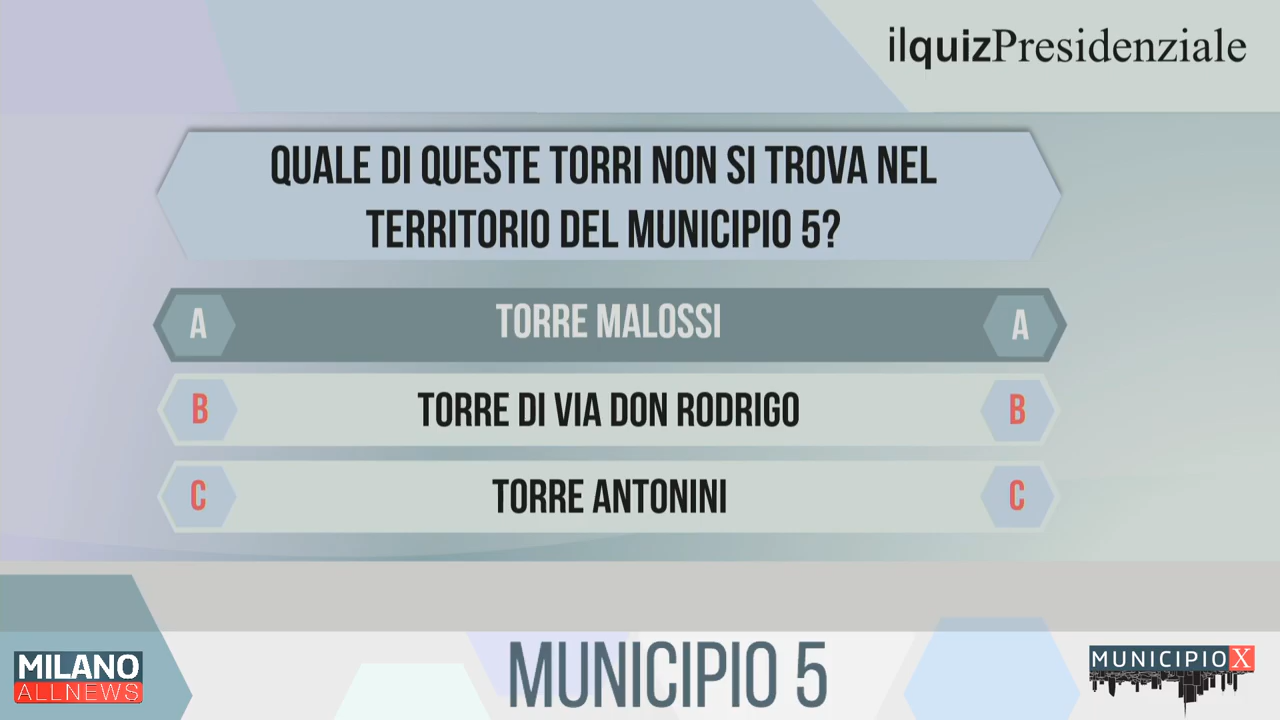 ilquizPresidenziale
QUALE DI QUESTE TORRI NON SI TROVA NEL
TERRITORIO DEL MUNICIPIO 5?
A TORRE MALOSSI A
B TORRE DI VIA DON RODRIGO B
C TORRE ANTONINI C
MILANO
ALLNEWS
MUNICIPIO 5
MUNICIPIO X